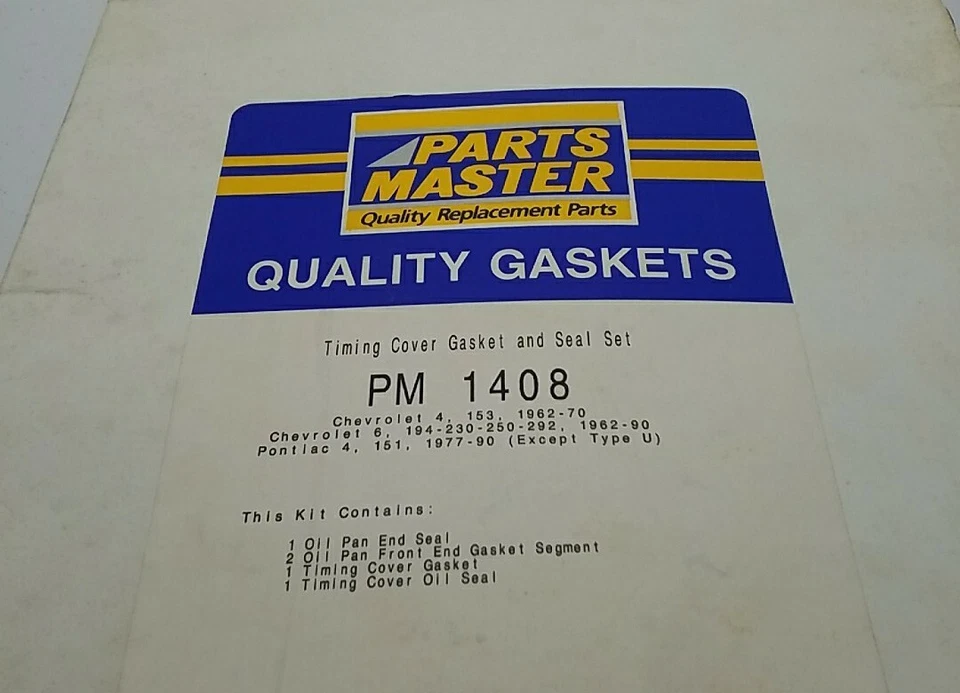 PARTS
MASTER
Quality Replacement Parts
QUALITY GASKETS
Timing Cover Gasket and Seal Set
PM 1408
Chevrolet 4, 153, 1962-70
Chevrolet 6, 194-230-250-292, 1962-90
Pontiac 4, 151, 1977-90 (Except Type U)
This Kit Contains:
1 Oil Pan End Seal
2 Oil Pan Front End Gasket Segment
1 Timing Cover Gasket
1 Timing Cover Oil Seal